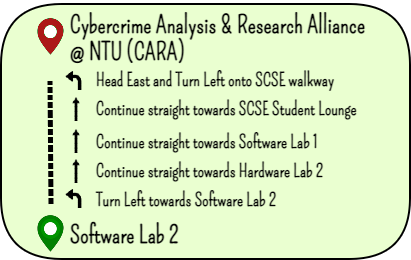 Cybercrime Analysis & Research Alliance
@ NTU (CARA)
Head East and Turn Left onto SCSE walkway
Continue straight towards SCSE Student Lounge
Continue straight towards Software Lab 1
Continue straight towards Hardware Lab 2
Turn Left towards Software Lab 2
Software Lab 2